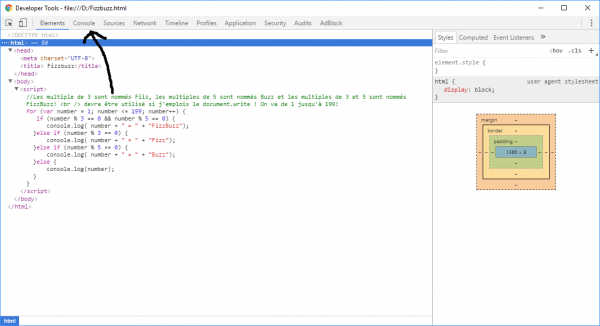 Developer Tools - file:///D:/Fizzbuzz.html
Elements Console Sources Network Timeline Profiles Application Security Audits AdBlock
<!DOCTYPE html>
...<html> == $0
<head>
<meta charset="UTF-8">
<title> Fizzbuzz</title>
</head>
<body>
<script>
//Les multiple de 3 sont nommés Fiiz, les multiples de 5 sont nommés Buzz et les multiples de 3 et 5 sont nommés
FizzBuzz! <br /> devra être utilisé si j'emplois le document.write ! On va de 1 jusqu'à 199!
for (var number = 1; number <= 199; number++) {
if (number % 3 == 0 && number % 5 == 0) {
console.log( number + " = " + "FizzBuzz");
}else if (number % 3 == 0) {
console.log( number + " = " + "Fizz");
}else if (number % 5 == 0) {
console.log( number + " = " + "Buzz");
}else {
console.log(number);
}
}
</script>
</body>
</html>
html
Styles Computed Event Listeners »
Filter :hov .cls +
element.style {
}
html { user agent stylesheet
display: block;
}
margin –
border –
padding –
– – – × 8 – – –
–
–
–